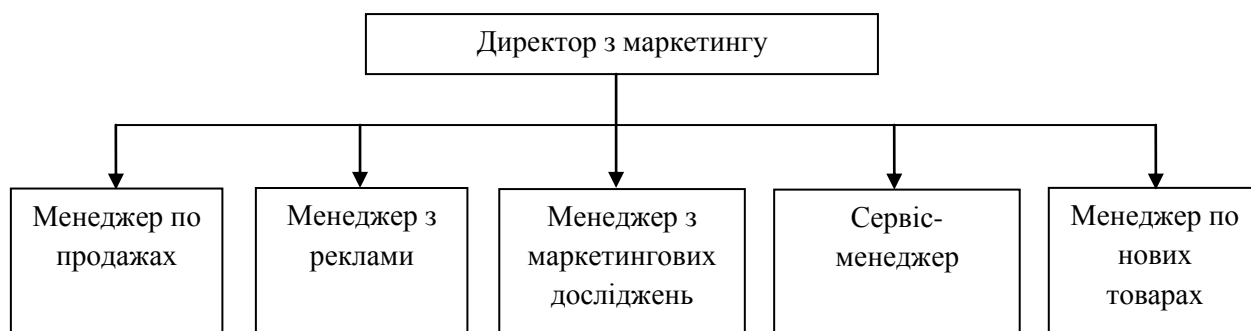 Директор з маркетингу
Менеджер по
продажах
Менеджер з
реклами
Менеджер з
маркетингових
досліджень
Сервіс-
менеджер
Менеджер по
нових
товарах